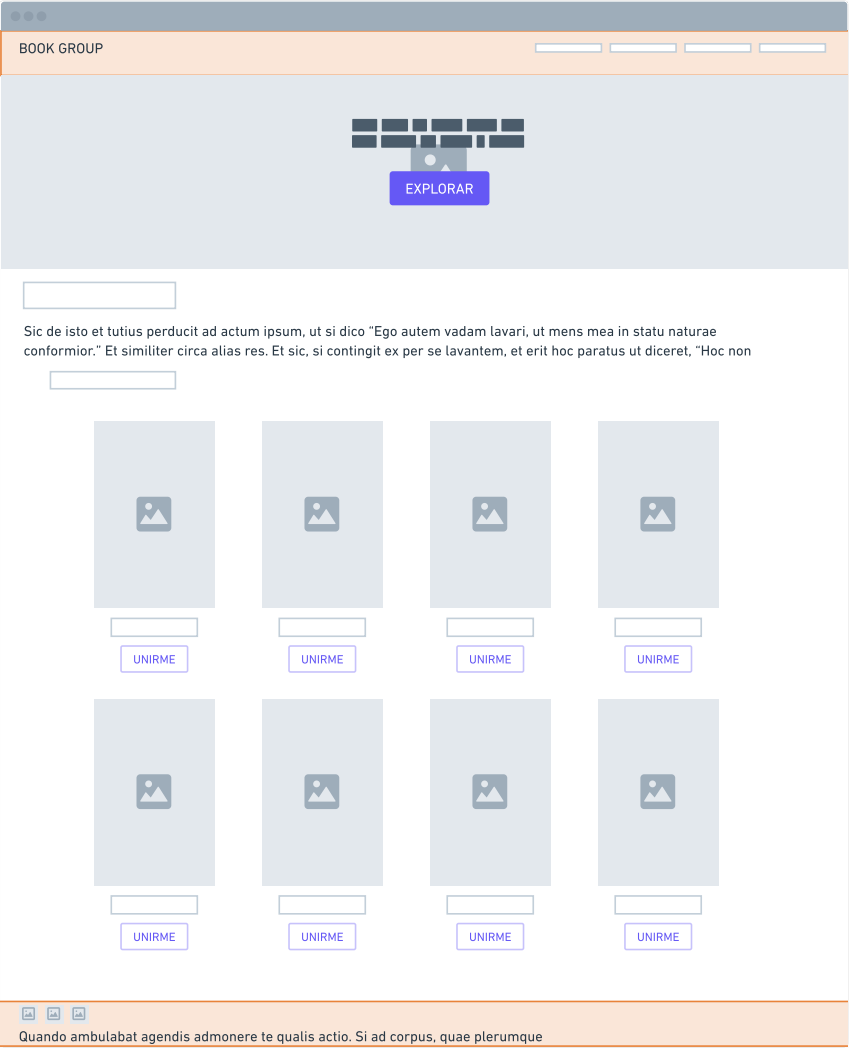 BOOK GROUP
EXPLORAR
Sic de isto et tutius perducit ad actum ipsum, ut si dico “Ego autem vadam lavari, ut mens mea in statu naturae
conformior.” Et similiter circa alias res. Et sic, si contingit ex per se lavantem, et erit hoc paratus ut diceret, “Hoc non
UNIRME UNIRME UNIRME UNIRME
UNIRME UNIRME UNIRME UNIRME
Quando ambulabat agendis admonere te qualis actio. Si ad corpus, quae plerumque